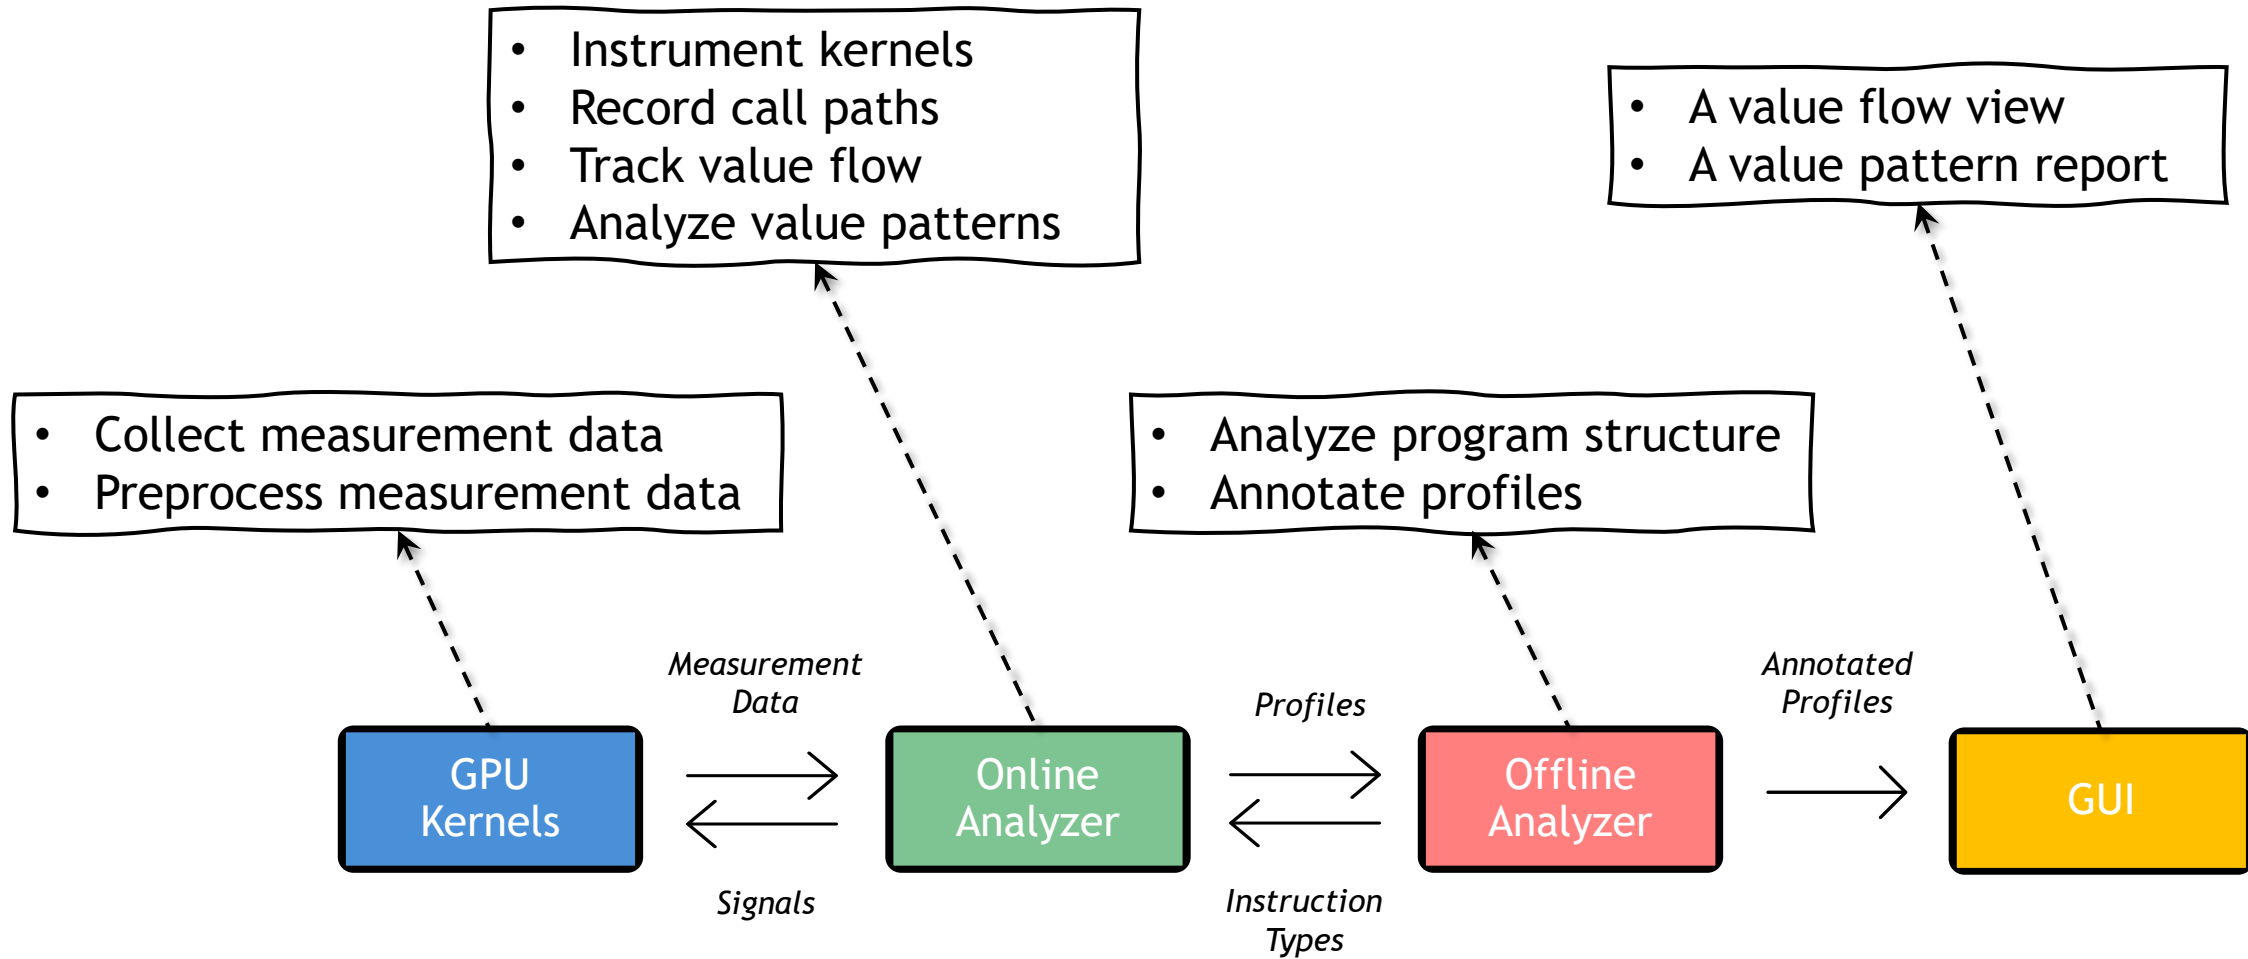 • Instrument kernels
• Record call paths
• Track value flow
• Analyze value patterns
• A value flow view
• A value pattern report
• Collect measurement data
• Preprocess measurement data
• Analyze program structure
• Annotate profiles
Measurement
Data
Profiles
Annotated
Profiles
GPU
Kernels
Online
Analyzer
Offline
Analyzer
GUI
Signals
Instruction
Types